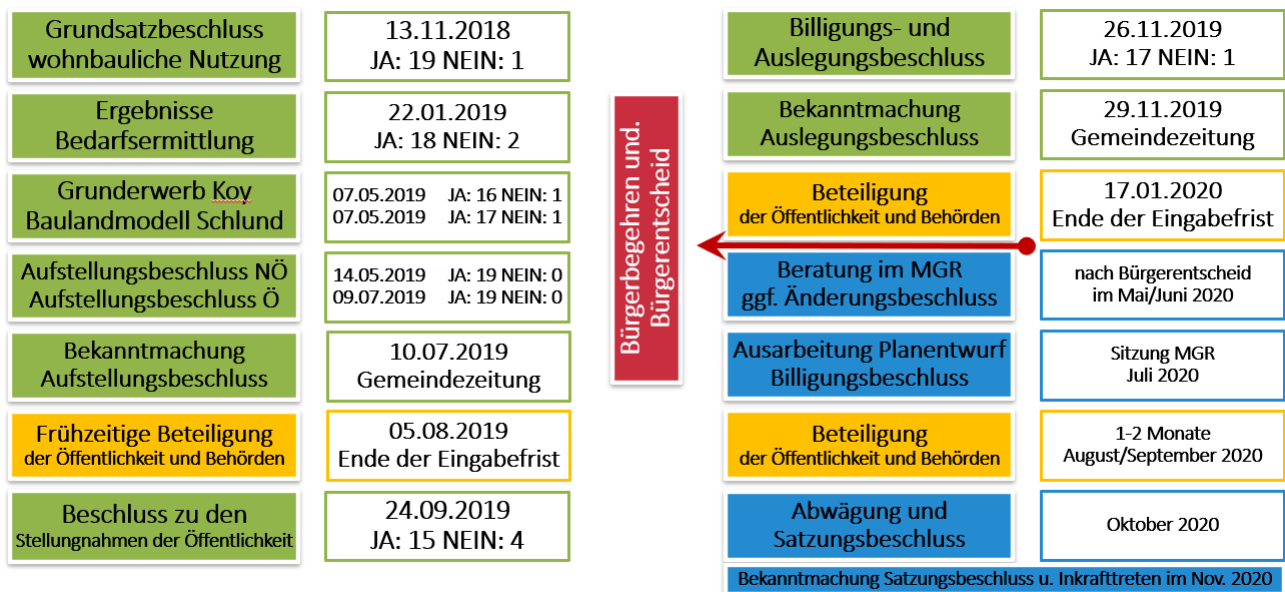 Grundsatzbeschluss
wohnbauliche Nutzung
13.11.2018
JA: 19 NEIN: 1
Ergebnisse
Bedarfsermittlung
22.01.2019
JA: 18 NEIN: 2
Grunderwerb Koy
Baulandmodell Schlund
07.05.2019 JA: 16 NEIN: 1
07.05.2019 JA: 17 NEIN: 1
Aufstellungsbeschluss NÖ
Aufstellungsbeschluss Ö
14.05.2019 JA: 19 NEIN: 0
09.07.2019 JA: 19 NEIN: 0
Bekanntmachung
Aufstellungsbeschluss
10.07.2019
Gemeindezeitung
Frühzeitige Beteiligung
der Öffentlichkeit und Behörden
05.08.2019
Ende der Eingabefrist
Beschluss zu den
Stellungnahmen der Öffentlichkeit
24.09.2019
JA: 15 NEIN: 4
Bürgerbegehren und.
Bürgerentscheid
Billigungs- und
Auslegungsbeschluss
26.11.2019
JA: 17 NEIN: 1
Bekanntmachung
Auslegungsbeschluss
29.11.2019
Gemeindezeitung
Beteiligung
der Öffentlichkeit und Behörden
17.01.2020
Ende der Eingabefrist
Beratung im MGR
ggf. Änderungsbeschluss
nach Bürgerentscheid
im Mai/Juni 2020
Ausarbeitung Planentwurf
Billigungsbeschluss
Sitzung MGR
Juli 2020
Beteiligung
der Öffentlichkeit und Behörden
1-2 Monate
August/September 2020
Abwägung und
Satzungsbeschluss
Oktober 2020
Bekanntmachung Satzungsbeschluss u. Inkrafttreten im Nov. 2020